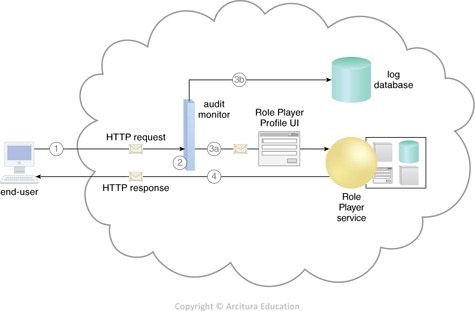 3b
log
database
audit
monitor
Role Player
Profile UI
HTTP request
1
2
3a
4
HTTP response
end-user
Role
Player
service
Copyright © Arcitura Education